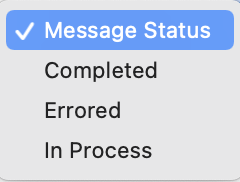 Message Status
Completed
Errored
In Process